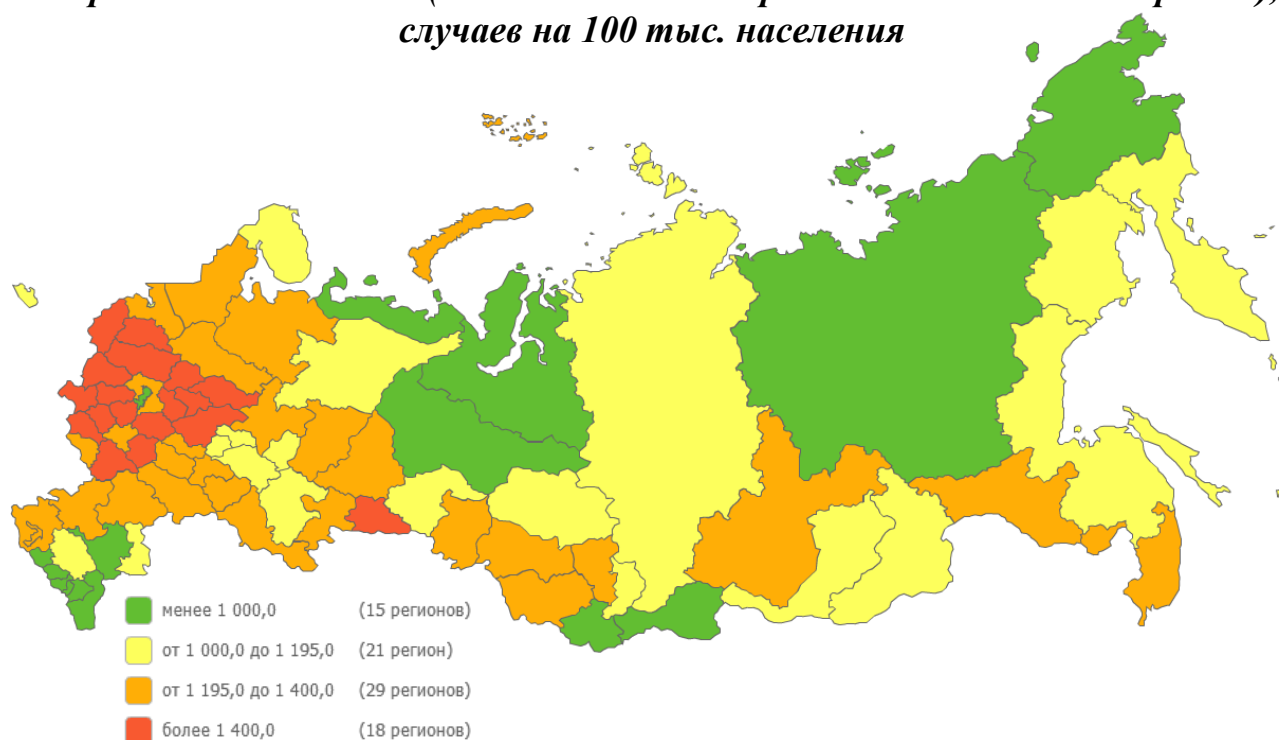 случаев на 100 тыс. населения
менее 1 000,0 (15 регионов)
от 1 000,0 до 1 195,0 (21 регион)
от 1 195,0 до 1 400,0 (29 регионов)
более 1 400,0 (18 регионов)